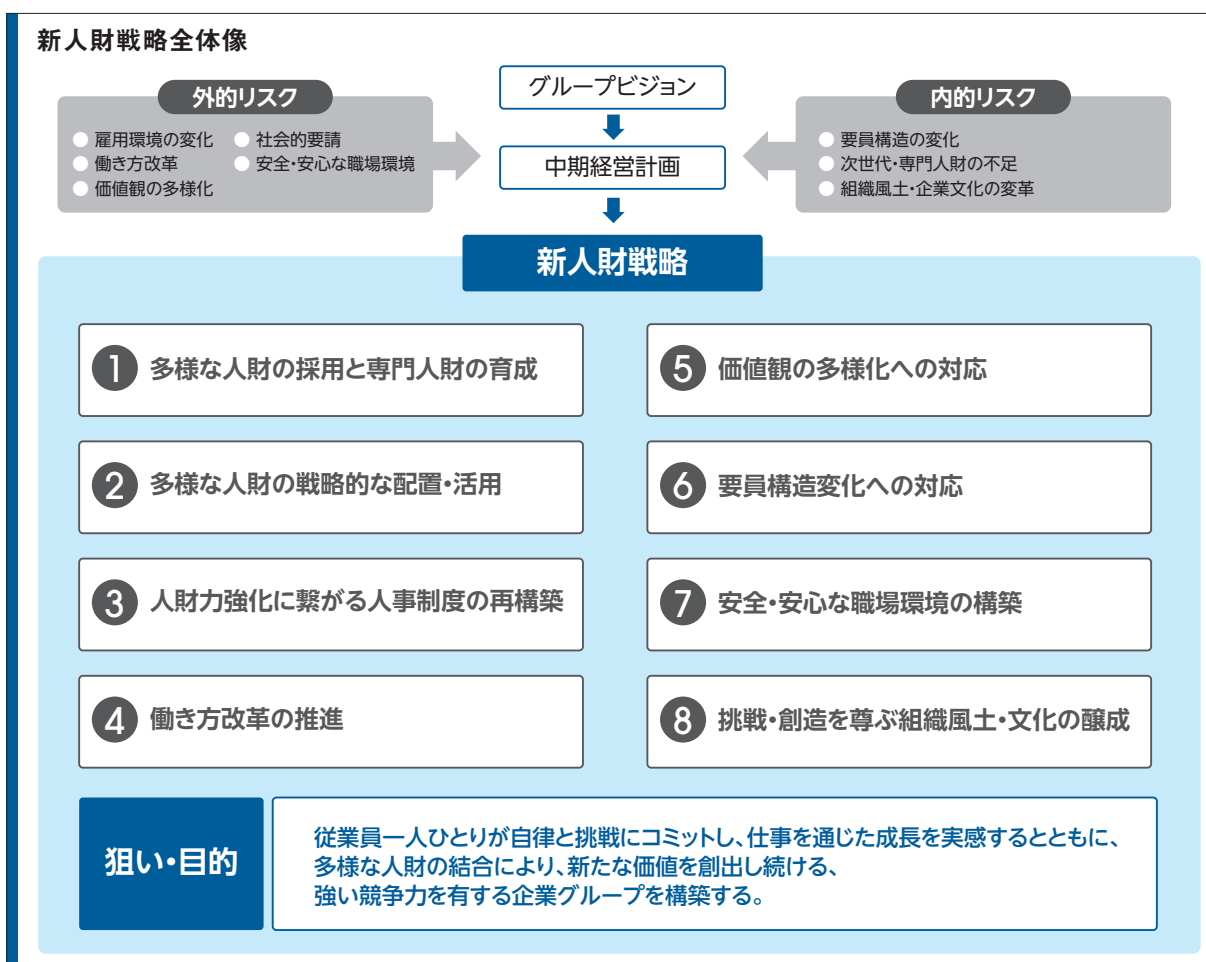 新人財戦略全体像
外的リスク
雇用環境の変化
働き方改革
価値観の多様化
社会的要請
安全・安心な職場環境
グループビジョン
中期経営計画
内的リスク
要員構造の変化
次世代・専門人財の不足
組織風土・企業文化の変革
新人財戦略
1 多様な人財の採用と専門人財の育成
2 多様な人財の戦略的な配置・活用
3 人財力強化に繋がる人事制度の再構築
4 働き方改革の推進
5 価値観の多様化への対応
6 要員構造変化への対応
7 安全・安心な職場環境の構築
8 挑戦・創造を尊ぶ組織風土・文化の醸成
狙い・目的
従業員一人ひとりが自律と挑戦にコミットし、仕事を通じた成長を実感するとともに、
多様な人財の結合により、新たな価値を創出し続ける、
強い競争力を有する企業グループを構築する。